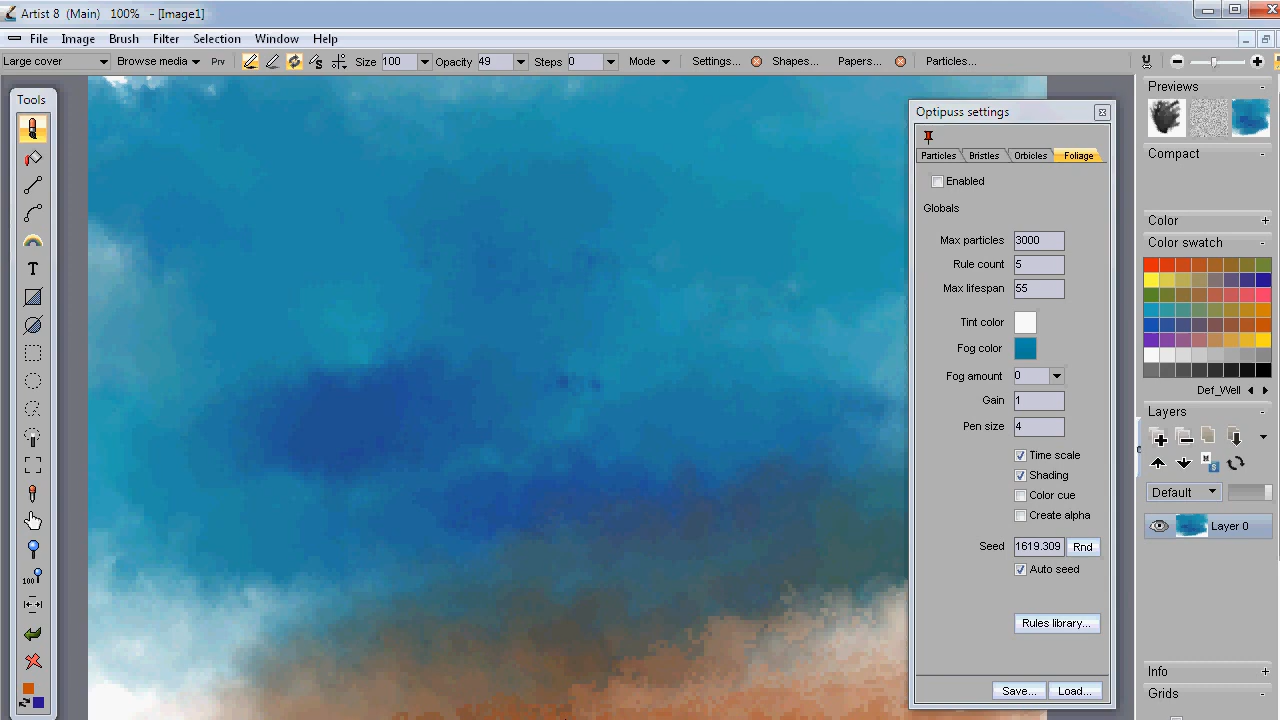 Artist 8 (Main) 100% - [Image1]
File Image Brush Filter Selection Window Help
Large cover Browse media Prv Size 100 Opacity 49 Steps 0 Mode Settings... Shapes... Papers... Particles...
Tools
T
100
Optipuss settings
Particles Bristles Orbicles Foliage
Enabled
Globals
Max particles 3000
Rule count 5
Max lifespan 55
Tint color
Fog color
Fog amount 0
Gain 1
Pen size 4
Time scale
Shading
Color cue
Create alpha
Seed 1619.309 Rnd
Auto seed
Rules library...
Save... Load...
Previews -
Compact -
Color +
Color swatch -
Def_Well
Layers -
M
S
Default
Layer 0
Info +
Grids -